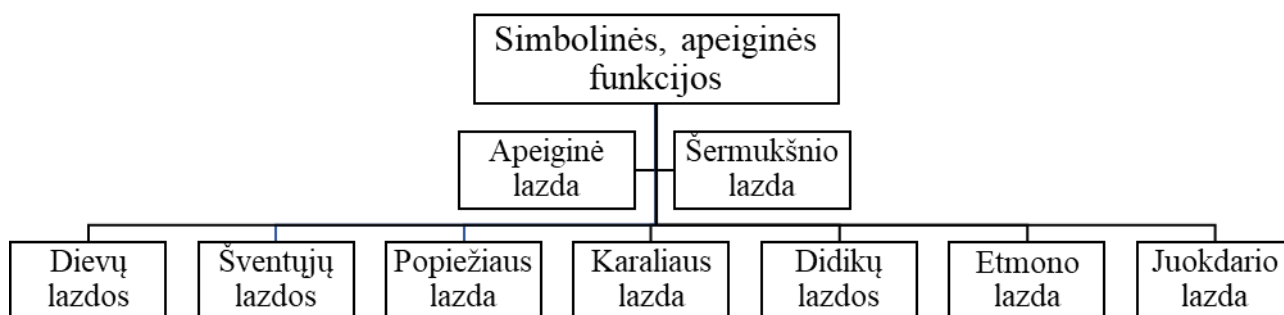 Simbolinės, apeiginės
funkcijos
Apeiginė
lazda
Šermukšnio
lazda
Dievų
lazdos
Šventųjų
lazdos
Popiežiaus
lazda
Karaliaus
lazda
Didikų
lazdos
Etmono
lazda
Juokdario
lazda